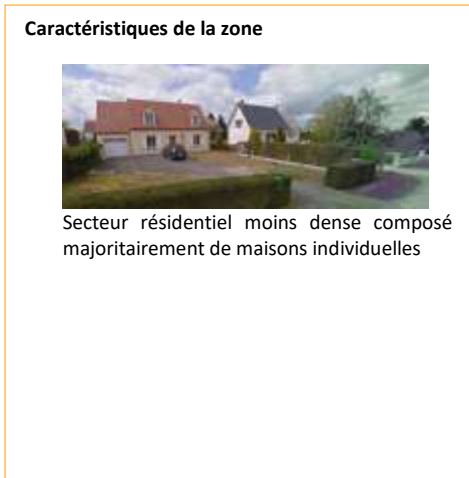 Caractéristiques de la zone
Secteur résidentiel moins dense composé
majoritairement de maisons individuelles